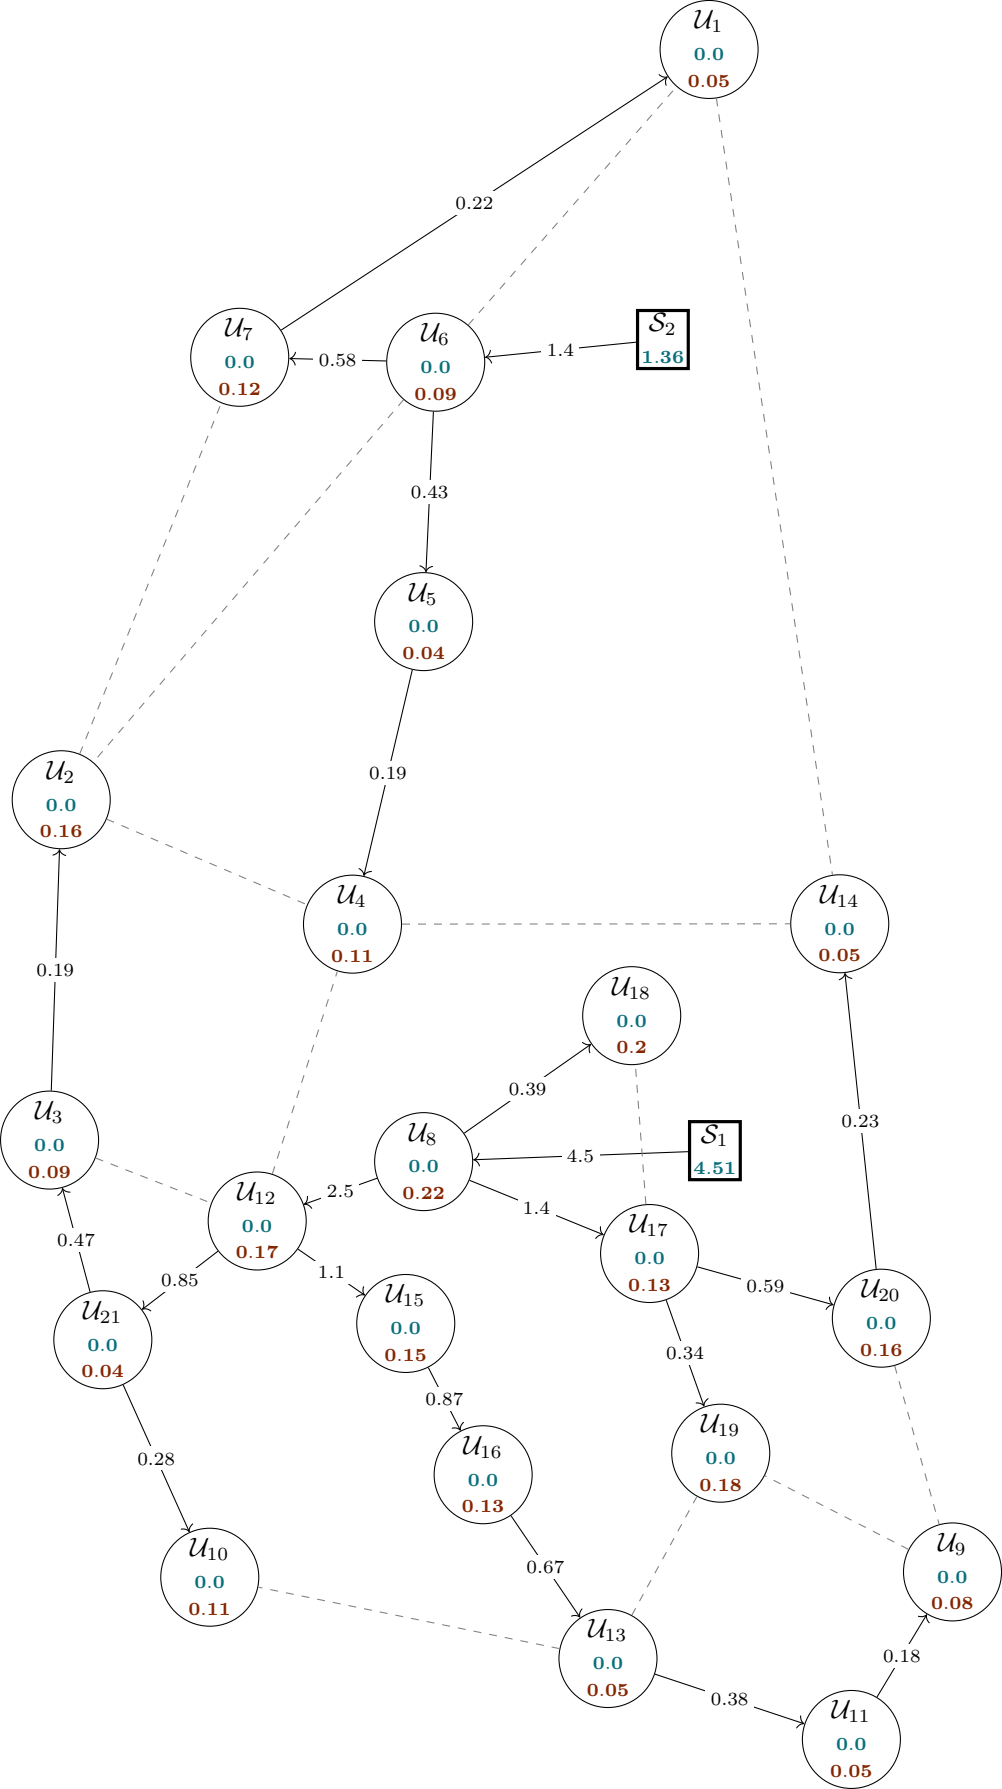 𝒰₁
0.0
0.05
0.22
𝒰₇
0.0
0.12
0.58
𝒰₆
0.0
0.09
1.4
𝒮₂
1.36
0.43
𝒰₅
0.0
0.04
0.19
𝒰₂
0.0
0.16
𝒰₄
0.0
0.11
𝒰₁₄
0.0
0.05
0.19
𝒰₁₈
0.0
0.2
0.39
0.23
𝒰₃
0.0
0.09
𝒰₈
0.0
0.22
4.5
𝒮₁
4.51
2.5
1.4
𝒰₁₂
0.0
0.17
𝒰₁₇
0.0
0.13
0.47
0.85
1.1
0.59
𝒰₂₁
0.0
0.04
𝒰₁₅
0.0
0.15
𝒰₂₀
0.0
0.16
0.34
0.87
𝒰₁₉
0.0
0.18
0.28
𝒰₁₆
0.0
0.13
𝒰₁₀
0.0
0.11
0.67
𝒰₉
0.0
0.08
𝒰₁₃
0.0
0.05
0.18
0.38
𝒰₁₁
0.0
0.05